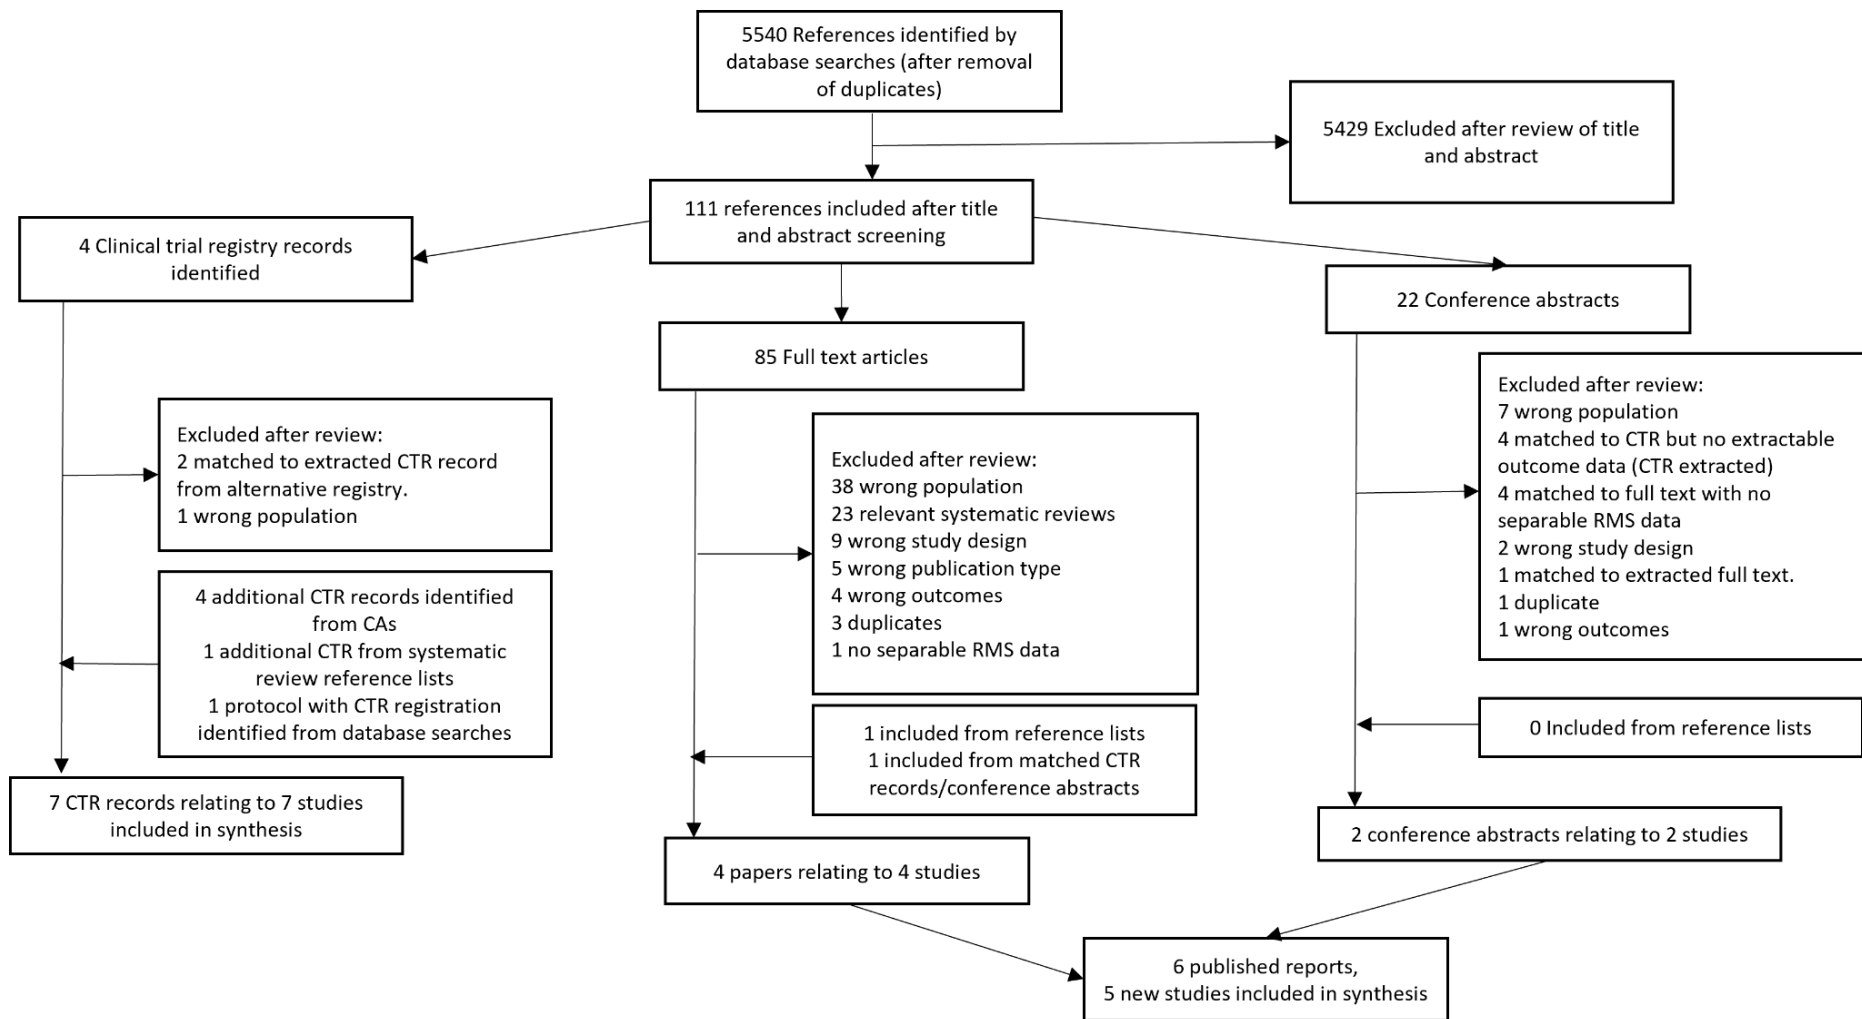 5540 References identified by
database searches (after removal
of duplicates)
5429 Excluded after review of title
and abstract
111 references included after title
and abstract screening
4 Clinical trial registry records
identified
22 Conference abstracts
85 Full text articles
Excluded after review:
2 matched to extracted CTR record
from alternative registry.
1 wrong population
Excluded after review:
38 wrong population
23 relevant systematic reviews
9 wrong study design
5 wrong publication type
4 wrong outcomes
3 duplicates
1 no separable RMS data
Excluded after review:
7 wrong population
4 matched to CTR but no extractable
outcome data (CTR extracted)
4 matched to full text with no
separable RMS data
2 wrong study design
1 matched to extracted full text.
1 duplicate
1 wrong outcomes
4 additional CTR records identified
from CAs
1 additional CTR from systematic
review reference lists
1 protocol with CTR registration
identified from database searches
1 included from reference lists
1 included from matched CTR
records/conference abstracts
0 Included from reference lists
7 CTR records relating to 7 studies
included in synthesis
4 papers relating to 4 studies
2 conference abstracts relating to 2 studies
6 published reports,
5 new studies included in synthesis